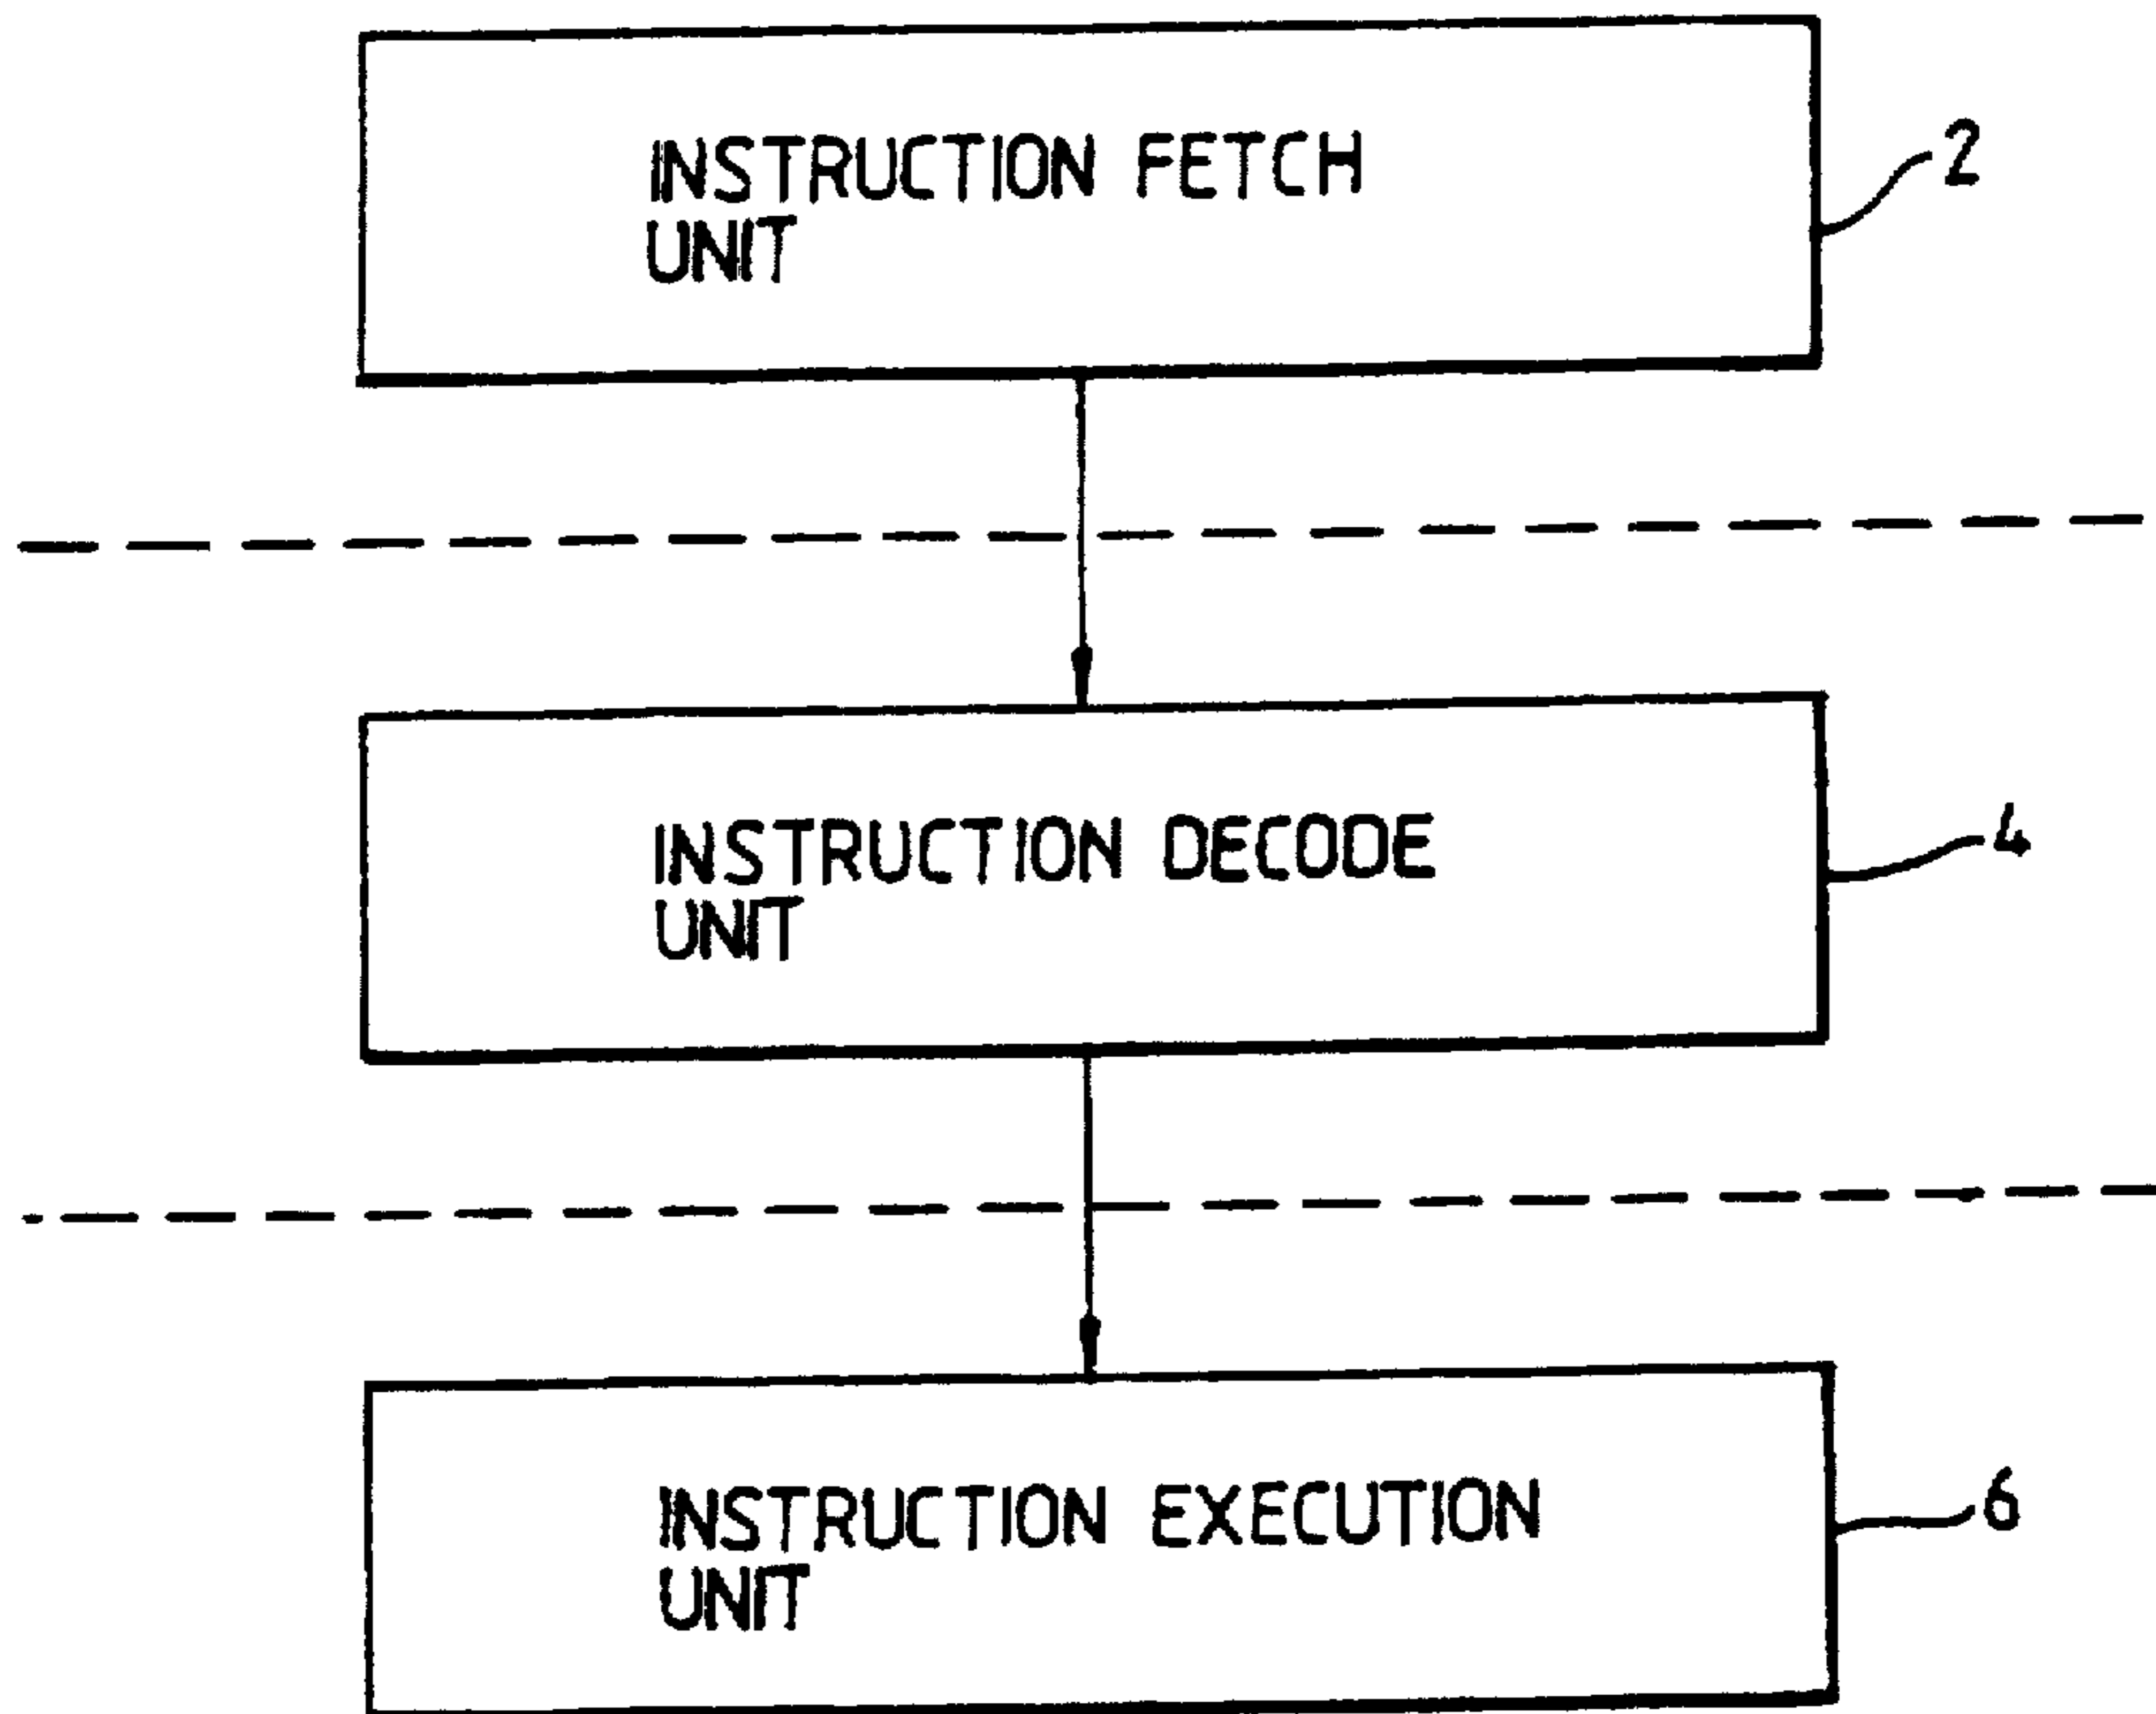 INSTRUCTION FETCH
UNIT
2
INSTRUCTION DECODE
UNIT
4
INSTRUCTION EXECUTION
UNIT
6